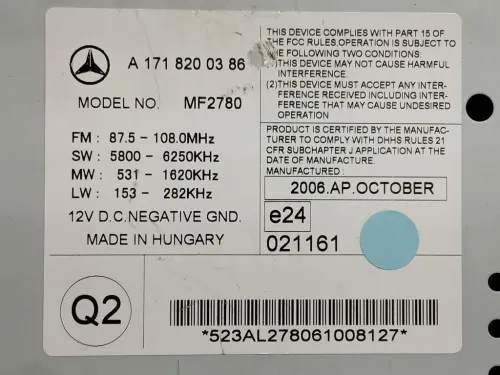 A 171 820 03 86
MODEL NO. MF2780
FM : 87.5 - 108.0MHz
SW : 5800 - 6250KHz
MW : 531 - 1620KHz
LW : 153 - 282KHz
12V D.C.NEGATIVE GND.
MADE IN HUNGARY
THIS DEVICE COMPLIES WITH PART 15 OF
THE FCC RULES.OPERATION IS SUBJECT TO
THE FOLLOWING TWO CONDITIONS:
(1)THIS DEVICE MAY NOT CAUSE HARMFUL
INTERFERENCE.
(2)THIS DEVICE MUST ACCEPT ANY INTER-
FERENCE RECEIVED INCLUDING INTER-
FERENCE THAT MAY CAUSE UNDESIRED
OPERATION
PRODUCT IS CERTIFIED BY THE MANUFAC-
TURER TO COMPLY WITH DHHS RULES 21
CFR SUBCHAPTER J APPLICATION AT THE
DATE OF MANUFACTURE.
MANUFACTURED :
2006.AP.OCTOBER
e24
021161
Q2
*523AL278061008127*